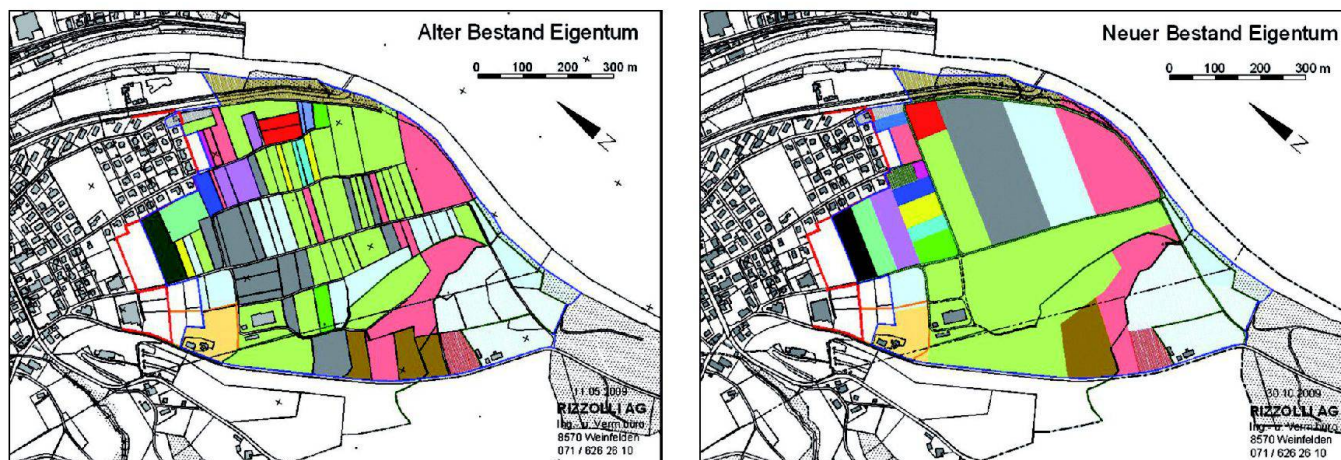 Alter Bestand Eigentum
0 100 200 300 m
N
11.05.2009
RIZZOLLI AG
Ing.- u. Verm.büro
8570 Weinfelden
071 / 626 26 10
Neuer Bestand Eigentum
0 100 200 300 m
N
30.10.2009
RIZZOLLI AG
Ing.- u. Verm.büro
8570 Weinfelden
071 / 626 26 10